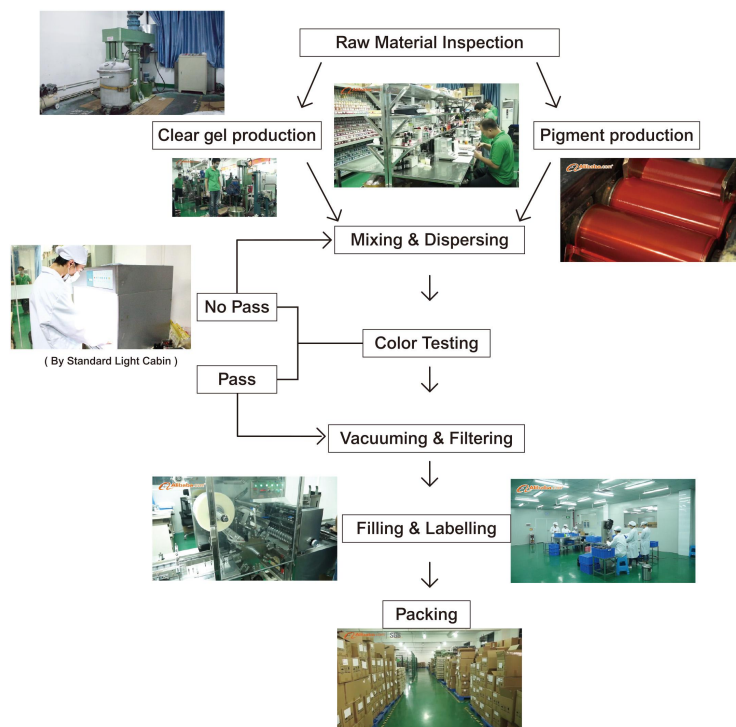 Raw Material Inspection
Clear gel production
Pigment production
Mixing & Dispersing
No Pass
Color Testing
( By Standard Light Cabin )
Pass
Vacuuming & Filtering
Filling & Labelling
Packing